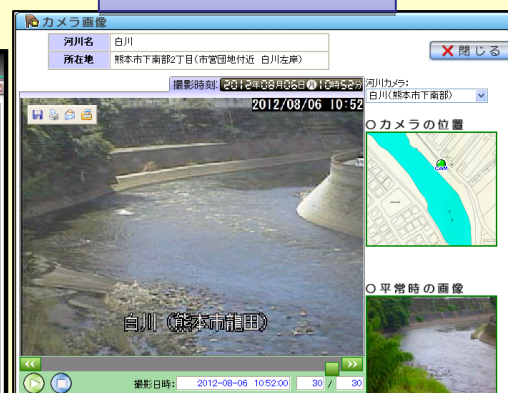 カメラ画像
河川名 白川
所在地 熊本市下南部2丁目(市営団地付近 白川左岸)
閉じる
撮影時刻: 2012年08月06日(月)10時52分
河川カメラ:
白川(熊本市下南部)
2012/08/06 10:52
○カメラの位置
CAM
○平常時の画像
白川 (熊本市龍田)
<<
>>
撮影日時: 2012-08-06 10:52:00 30 / 30